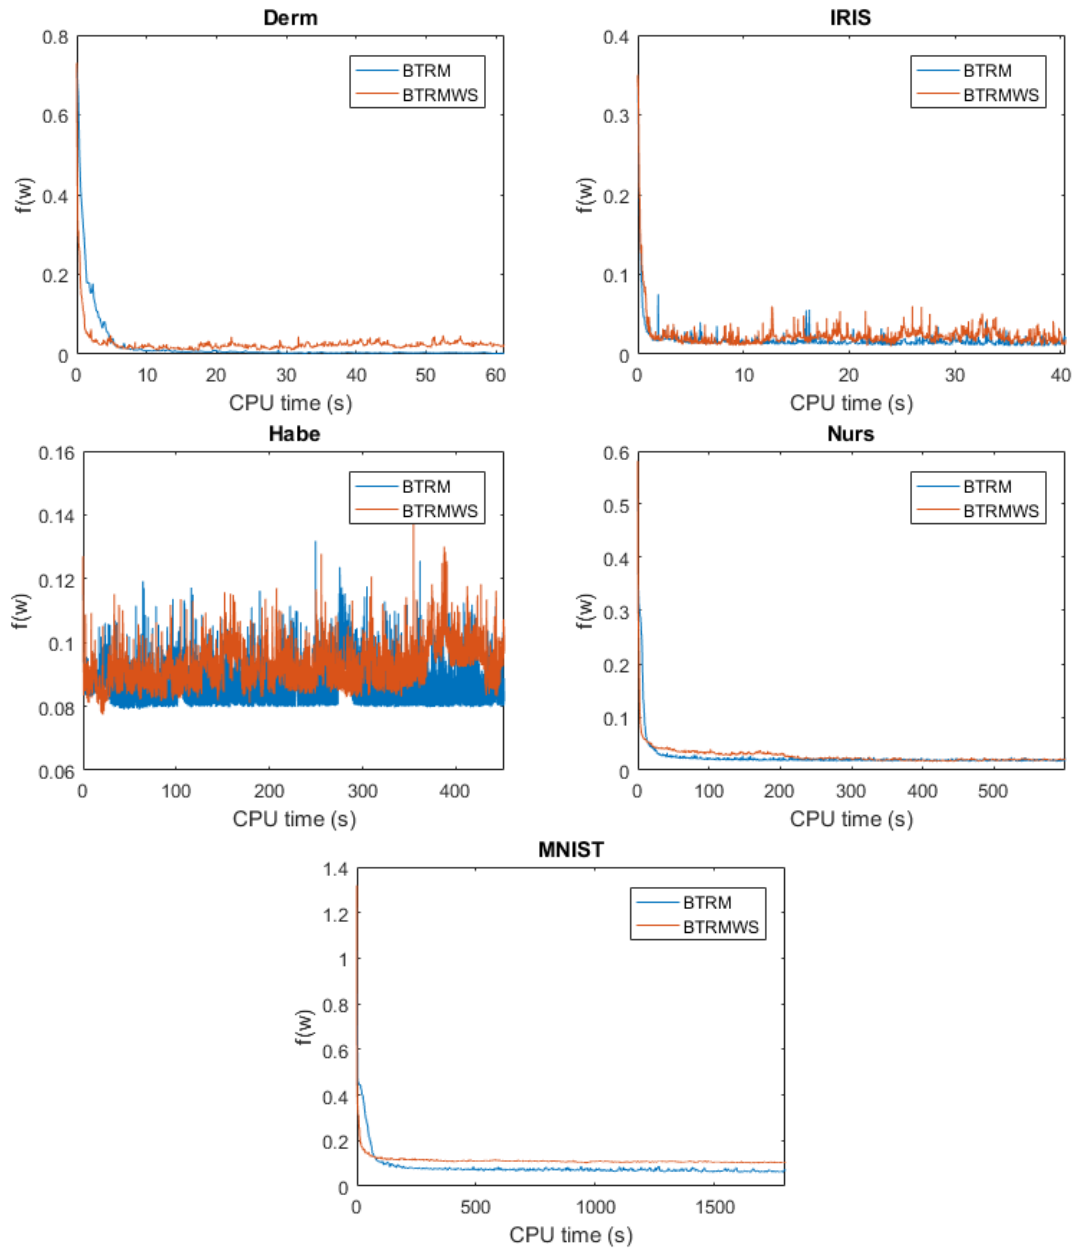 Derm
0.8
0.6
0.4
0.2
0
f(w)
BTRM
BTRMWS
0 10 20 30 40 50 60
CPU time (s)
IRIS
0.4
0.3
0.2
0.1
0
f(w)
BTRM
BTRMWS
0 10 20 30 40
CPU time (s)
Habe
0.16
0.14
0.12
0.1
0.08
0.06
f(w)
BTRM
BTRMWS
0 100 200 300 400
CPU time (s)
Nurs
0.6
0.5
0.4
0.3
0.2
0.1
0
f(w)
BTRM
BTRMWS
0 100 200 300 400 500
CPU time (s)
MNIST
1.4
1.2
1
0.8
0.6
0.4
0.2
0
f(w)
BTRM
BTRMWS
0 500 1000 1500
CPU time (s)